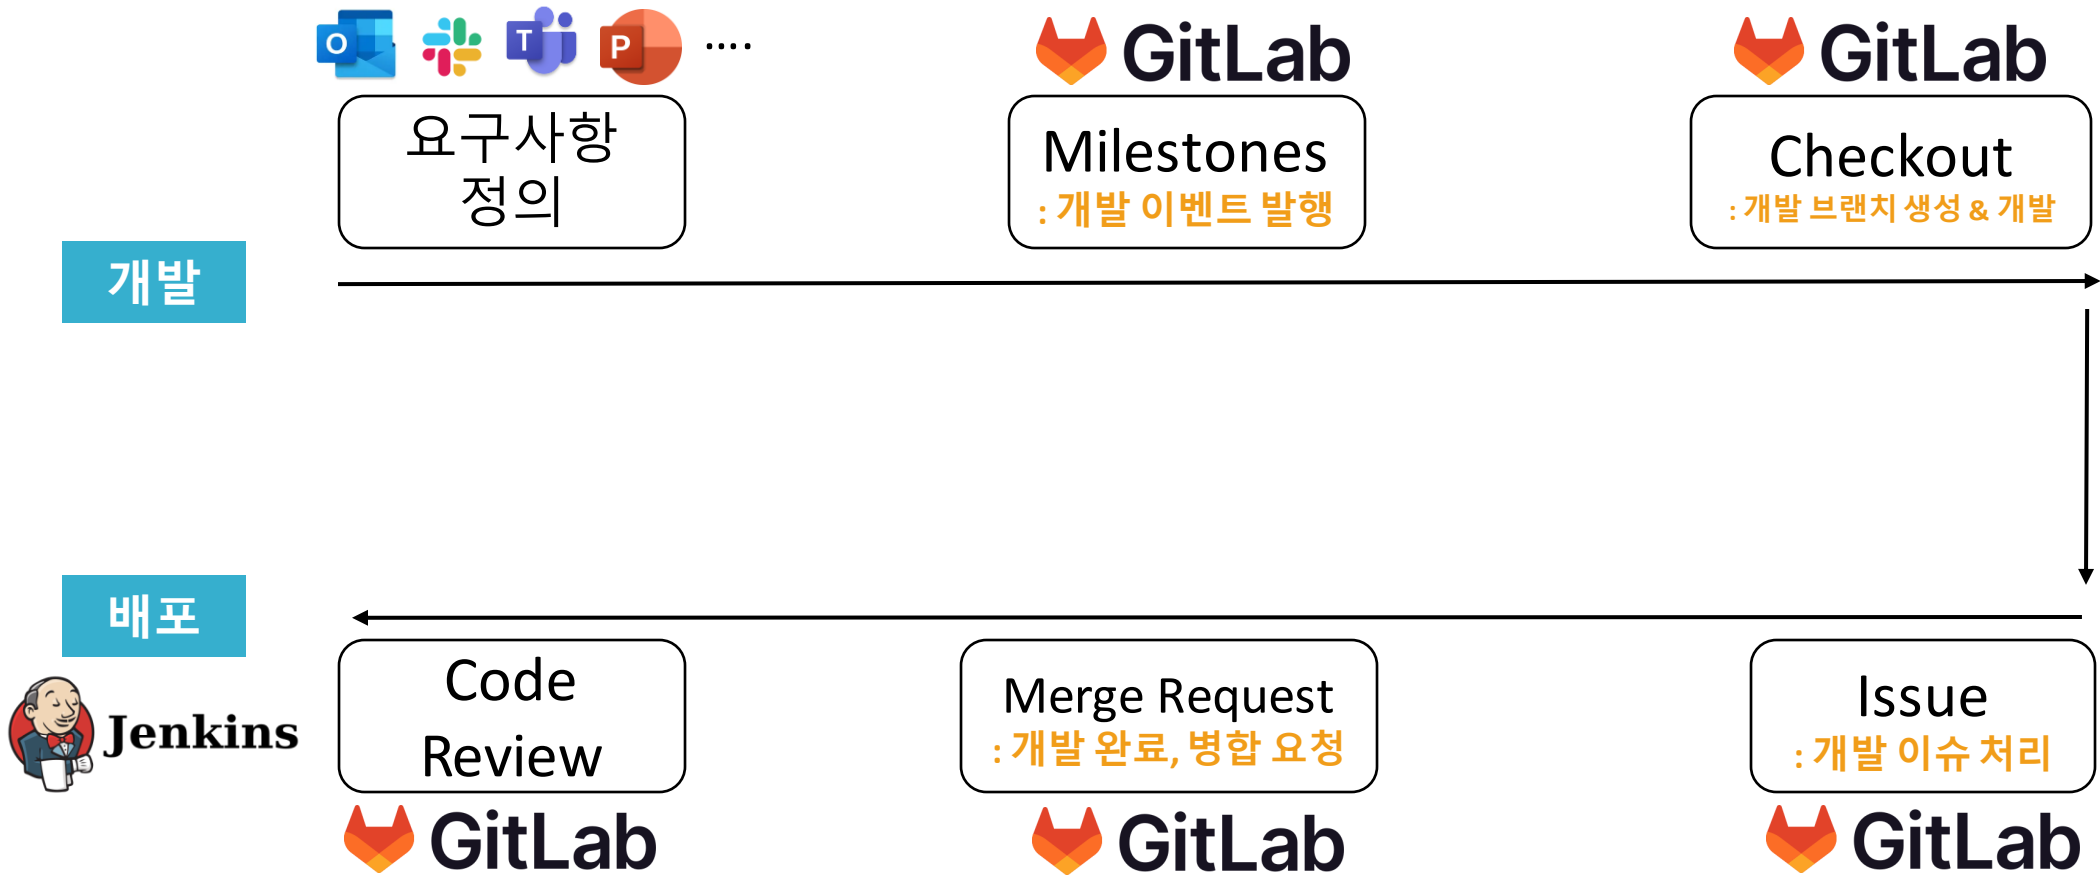 O
T
P
....
GitLab
GitLab
요구사항
정의
Milestones
: 개발 이벤트 발행
Checkout
: 개발 브랜치 생성 & 개발
개발
배포
Jenkins
Code
Review
Merge Request
: 개발 완료, 병합 요청
Issue
: 개발 이슈 처리
GitLab
GitLab
GitLab